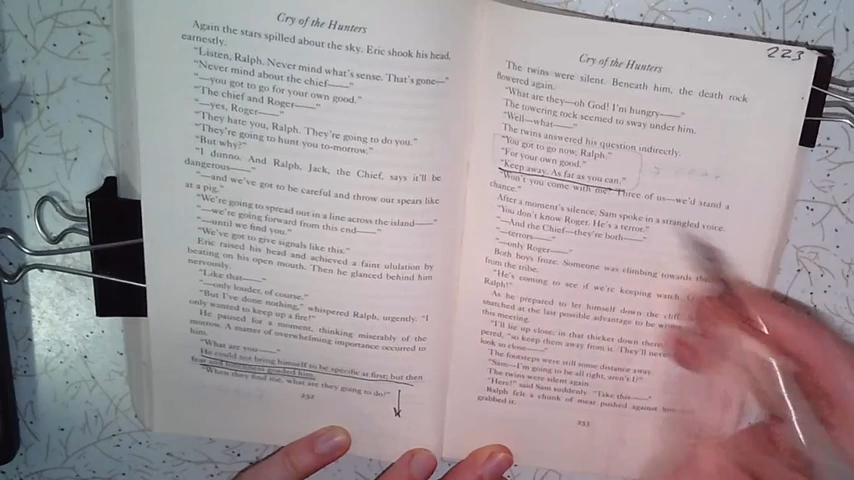 Cry of the Hunters
Again the stars spilled about the sky. Eric shook his head,
earnestly.
“Listen, Ralph. Never mind what’s sense. That’s gone—”
“Never mind about the chief——”
“—you got to go for your own good.”
“The chief and Roger——”
“—yes, Roger——”
“They hate you, Ralph. They’re going to do you.”
“They’re going to hunt you to-morrow.”
“But why?”
“I dunno. And Ralph, Jack, the Chief, says it’ll be
dangerous——”
“—and we’ve got to be careful and throw our spears like
at a pig.”
“We’re going to spread out in a line across the island——”
“—we’re going forward from this end——”
“—until we find you.”
“We’ve got to give signals like this.”
Eric raised his head and achieved a faint ululation by
beating on his open mouth. Then he glanced behind him
nervously.
“Like that——”
“—only louder, of course.”
“But I’ve done nothing,” whispered Ralph, urgently. “I
only wanted to keep up a fire!”
He paused for a moment, thinking miserably of the
morrow. A matter of overwhelming importance occurred to
him.
“What are you——”
He could not bring himself to be specific at first; but then
fear and loneliness goaded him.
“When they find me, what are they going to do?”
232
223
Cry of the Hunters
The twins were silent. Beneath him, the death rock
flowered again.
“What are they—oh God! I’m hungry——”
The towering rock seemed to sway under him.
“Well—what——”
The twins answered his question indirectly.
“You got to go now, Ralph.”
“For your own good.”
“Keep away. As far as you can.”
“Won’t you come with me? Three of us—we’d stand a
chance.”
After a moment’s silence, Sam spoke in a strangled voice.
“You don’t know Roger. He’s a terror.”
“—And the Chief—they’re both——”
“—terrors——”
“—only Roger——”
Both boys froze. Someone was climbing towards
from the tribe.
“He’s coming to see if we’re keeping watch.
Ralph!”
As he prepared to let himself down the cliff
snatched at the last possible advantage to be
this meeting.
“I’ll lie up close; in that thicket down there,
pered, “so keep them away from it. They’ll never
look so close——”
The footsteps were still some distance away.
“Sam—I’m going to be all right, aren’t I?”
The twins were silent again.
“Here!” said Sam suddenly. “Take this——”
Ralph felt a chunk of meat pushed against
grabbed it.
233